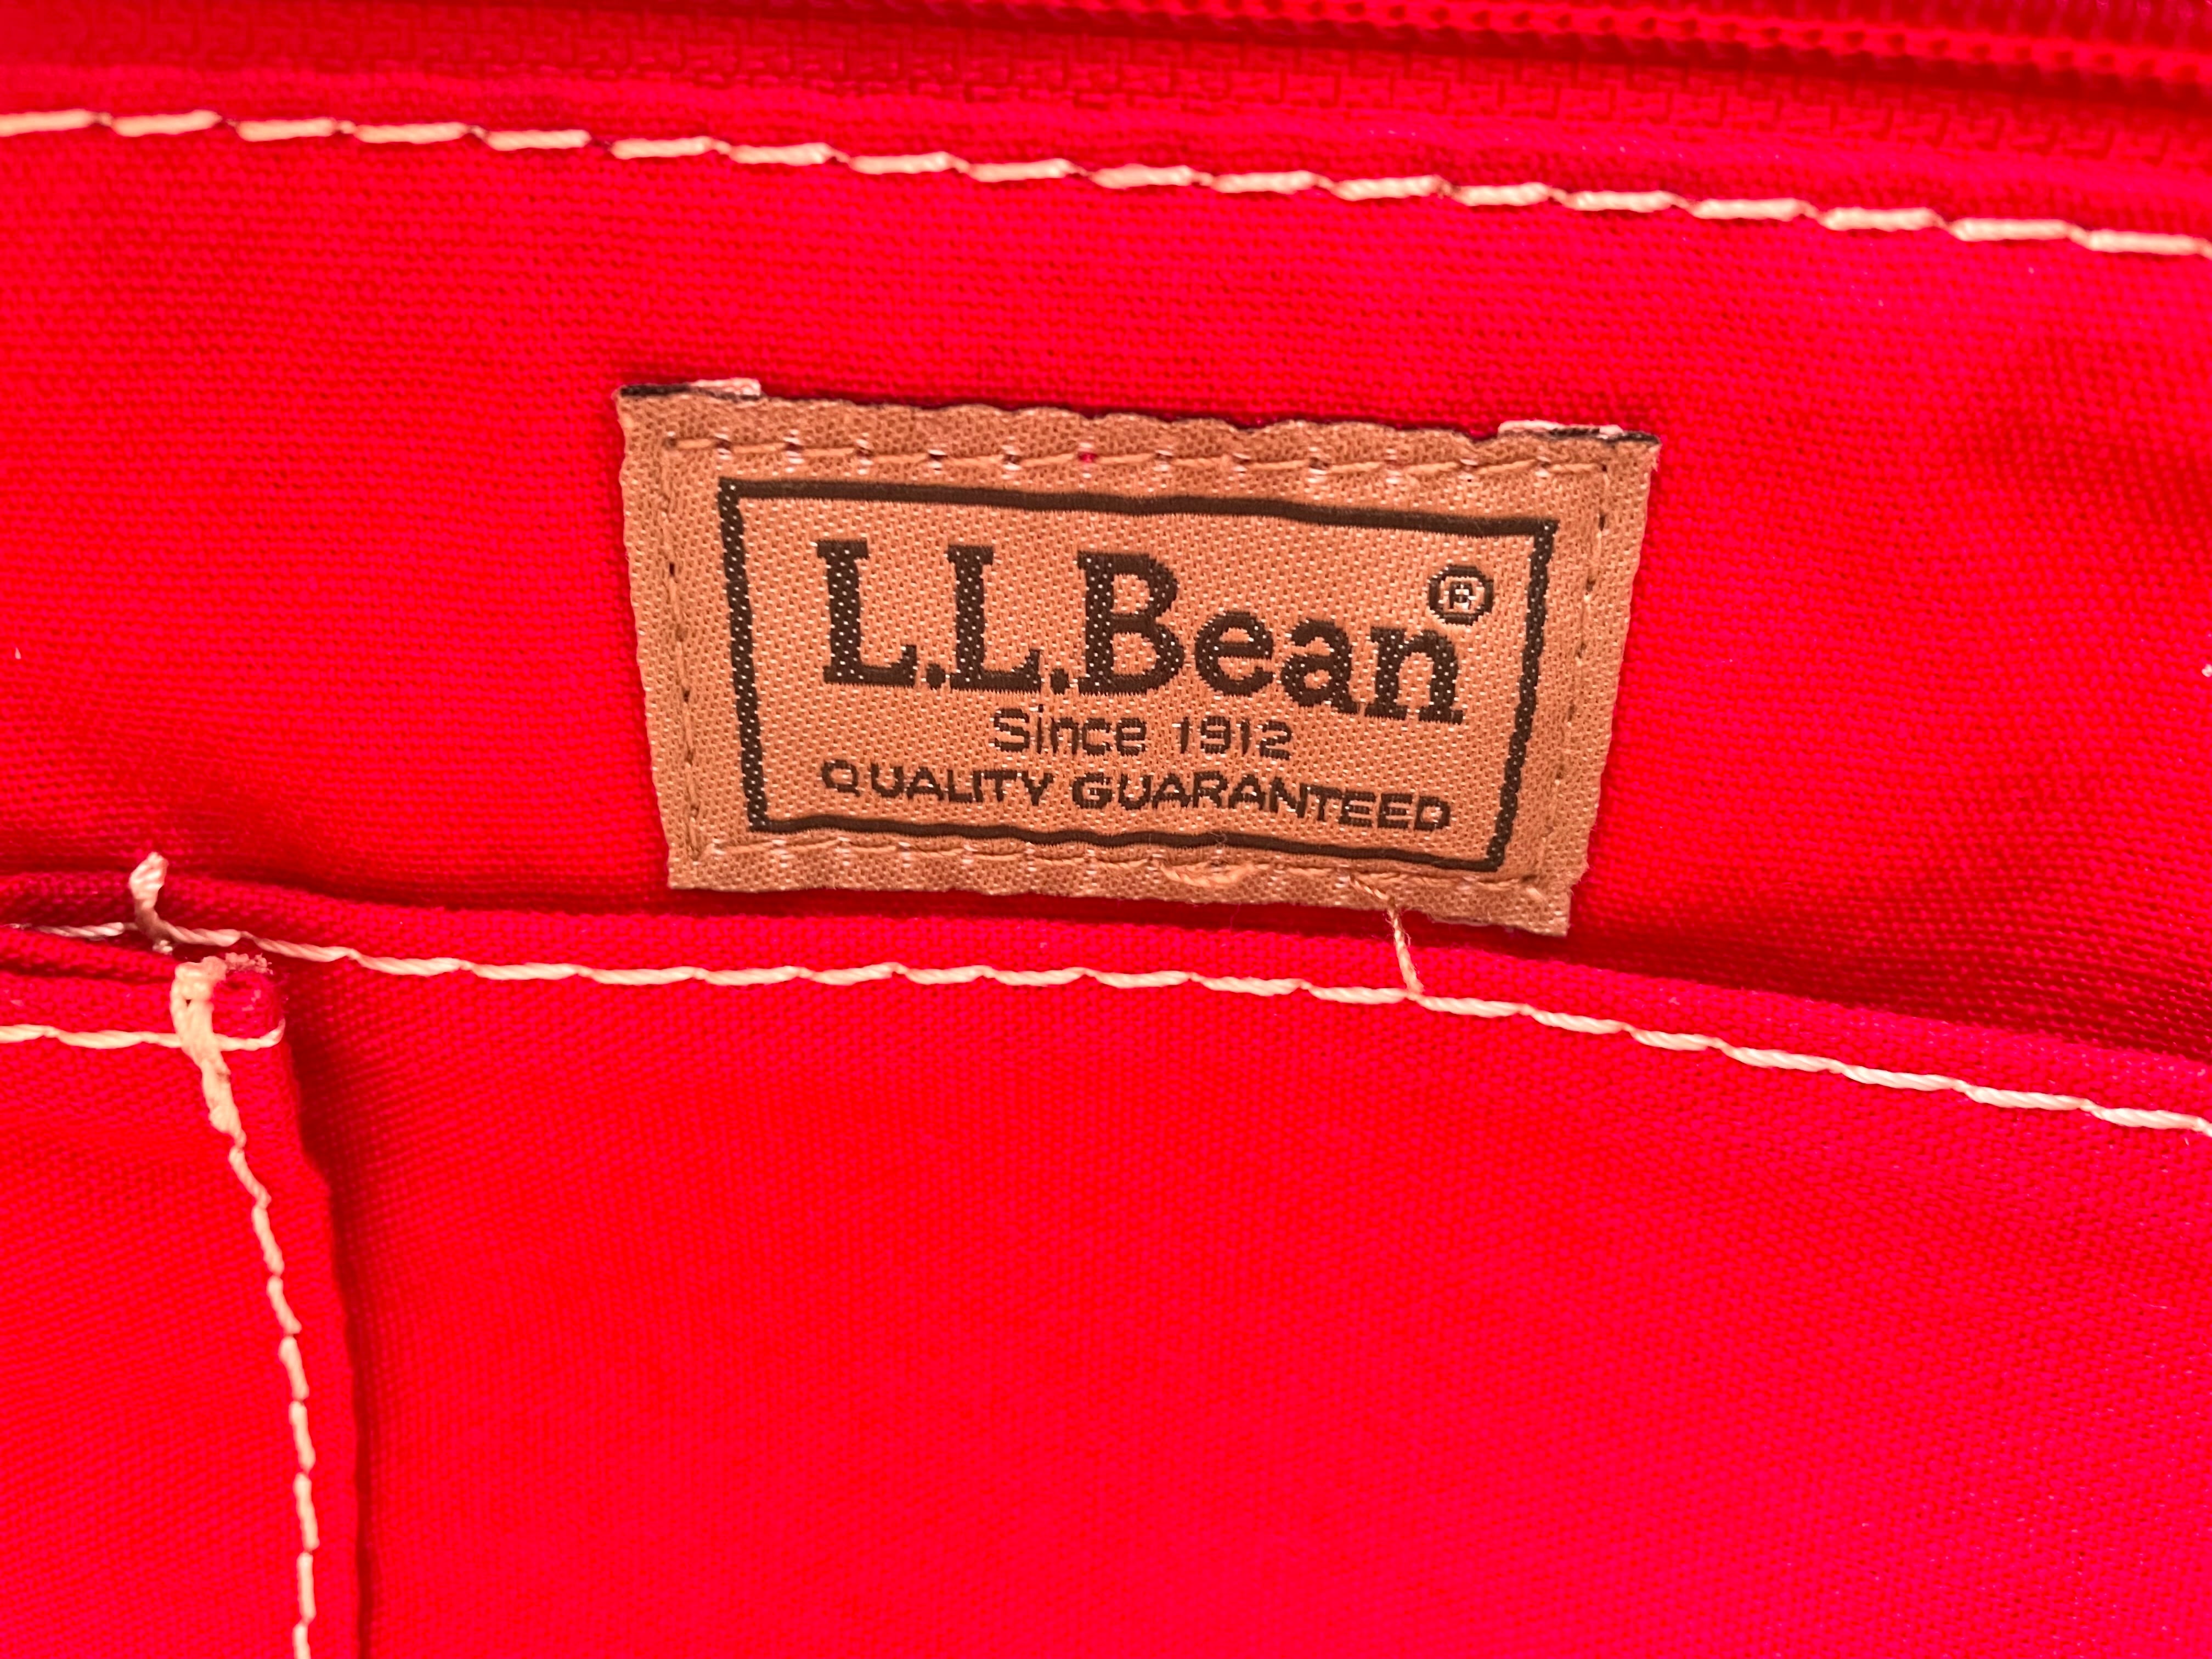 L.L.Bean®
Since 1912
QUALITY GUARANTEED